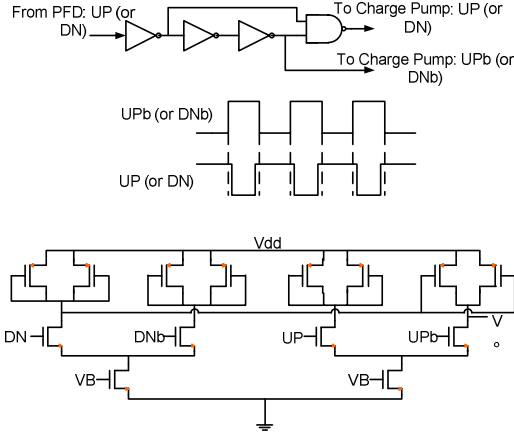 From PFD: UP (or
DN)
To Charge Pump: UP (or
DN)
To Charge Pump: UPb (or
DNb)
UPb (or DNb)
UP (or DN)
Vdd
DN
DNb
UP
UPb
V
o
VB
VB